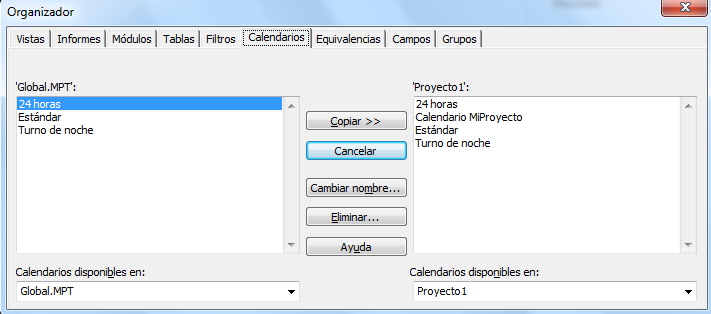 Organizador
Vistas Informes Módulos Tablas Filtros Calendarios Equivalencias Campos Grupos
'Global.MPT':
24 horas
Estándar
Turno de noche
Copiar >>
Cancelar
Cambiar nombre...
Eliminar...
Ayuda
'Proyecto1':
24 horas
Calendario MiProyecto
Estándar
Turno de noche
Calendarios disponibles en:
Global.MPT
Calendarios disponibles en:
Proyecto1